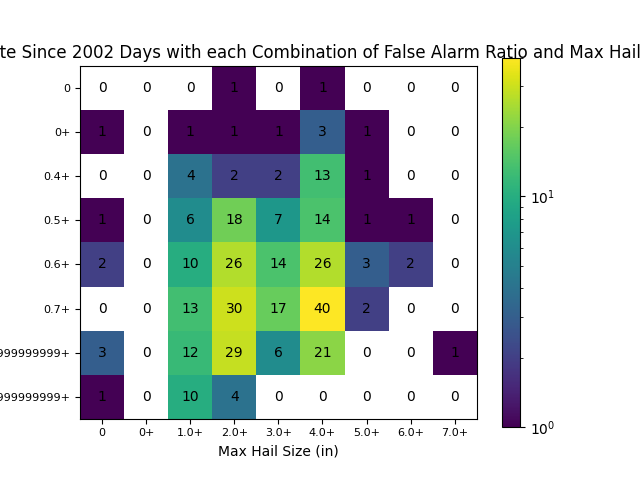 te Since 2002 Days with each Combination of False Alarm Ratio and Max Hail
0 0 0 0 1 0 1 0 0 0
0+ 1 0 1 1 1 3 1 0 0
0.4+ 0 0 4 2 2 13 1 0 0
0.5+ 1 0 6 18 7 14 1 1 0
0.6+ 2 0 10 26 14 26 3 2 0
0.7+ 0 0 13 30 17 40 2 0 0
999999999+ 3 0 12 29 6 21 0 0 1
999999999+ 1 0 10 4 0 0 0 0 0
0 0+ 1.0+ 2.0+ 3.0+ 4.0+ 5.0+ 6.0+ 7.0+
Max Hail Size (in)
10¹
10⁰